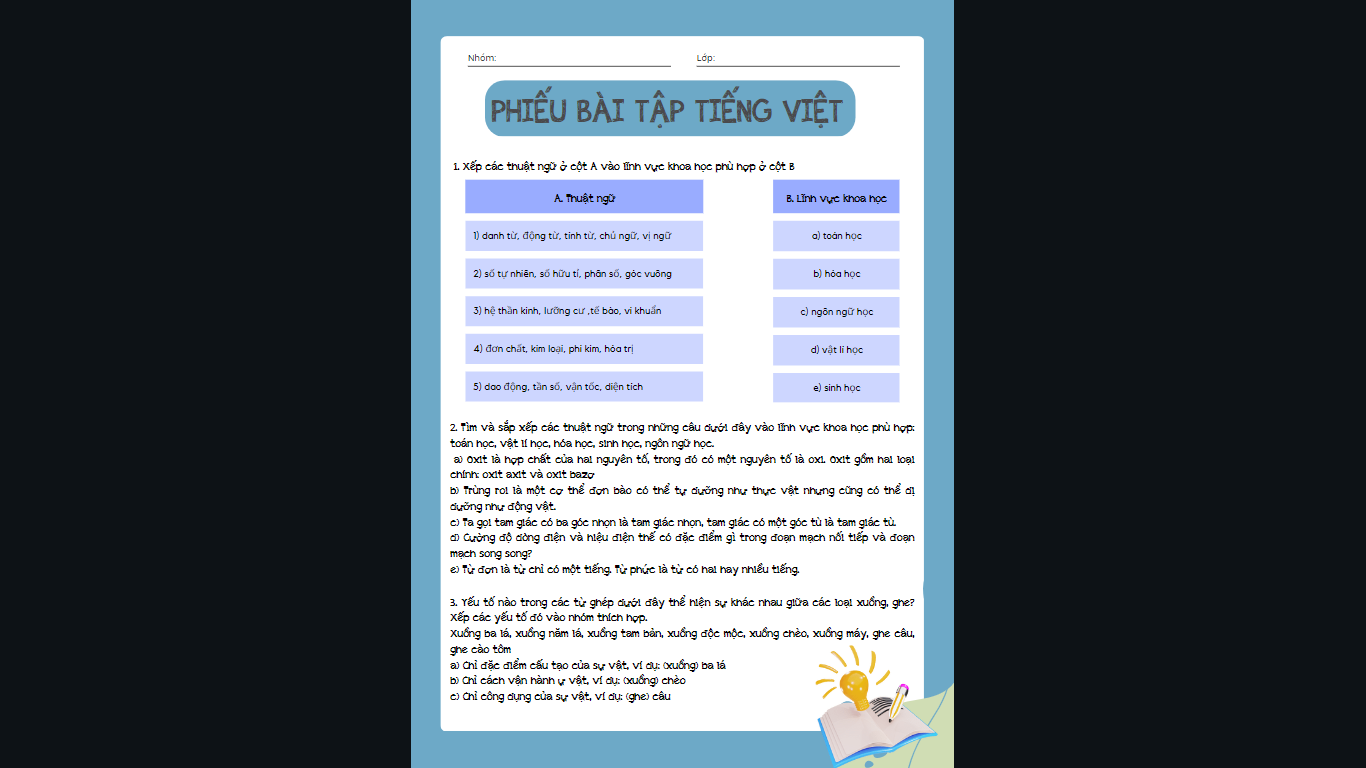 Nhóm:
Lớp:
PHIẾU BÀI TẬP TIẾNG VIỆT
1. Xếp các thuật ngữ ở cột A vào lĩnh vực khoa học phù hợp ở cột B
A. Thuật ngữ
B. Lĩnh vực khoa học
1) danh từ, động từ, tính từ, chủ ngữ, vị ngữ
a) toán học
2) số tự nhiên, số hữu tỉ, phân số, góc vuông
b) hóa học
3) hệ thần kinh, lưỡng cư ,tế bào, vi khuẩn
c) ngôn ngữ học
4) đơn chất, kim loại, phi kim, hóa trị
d) vật lí học
5) dao động, tần số, vận tốc, diện tích
e) sinh học
2. Tìm và sắp xếp các thuật ngữ trong những câu dưới đây vào lĩnh vực khoa học phù hợp:
toán học, vật lí học, hóa học, sinh học, ngôn ngữ học.
a) Oxit là hợp chất của hai nguyên tố, trong đó có một nguyên tố là oxi. Oxit gồm hai loại
chính: oxit axit và oxit bazơ
b) Trùng roi là một cơ thể đơn bào có thể tự dưỡng như thực vật nhưng cũng có thể dị
dưỡng như động vật.
c) Ta gọi tam giác có ba góc nhọn là tam giác nhọn, tam giác có một góc tù là tam giác tù.
d) Cường độ dòng điện và hiệu điện thế có đặc điểm gì trong đoạn mạch nối tiếp và đoạn
mạch song song?
e) Từ đơn là từ chỉ có một tiếng. Từ phức là từ có hai hay nhiều tiếng.
3. Yếu tố nào trong các từ ghép dưới đây thể hiện sự khác nhau giữa các loại xuồng, ghe?
Xếp các yếu tố đó vào nhóm thích hợp.
Xuồng ba lá, xuồng năm lá, xuồng tam bản, xuồng độc mộc, xuồng chèo, xuồng máy, ghe câu,
ghe cào tôm
a) Chỉ đặc điểm cấu tạo của sự vật, ví dụ: (xuồng) ba lá
b) Chỉ cách vận hành ự vật, ví dụ: (xuồng) chèo
c) Chỉ công dụng của sự vật, ví dụ: (ghe) câu